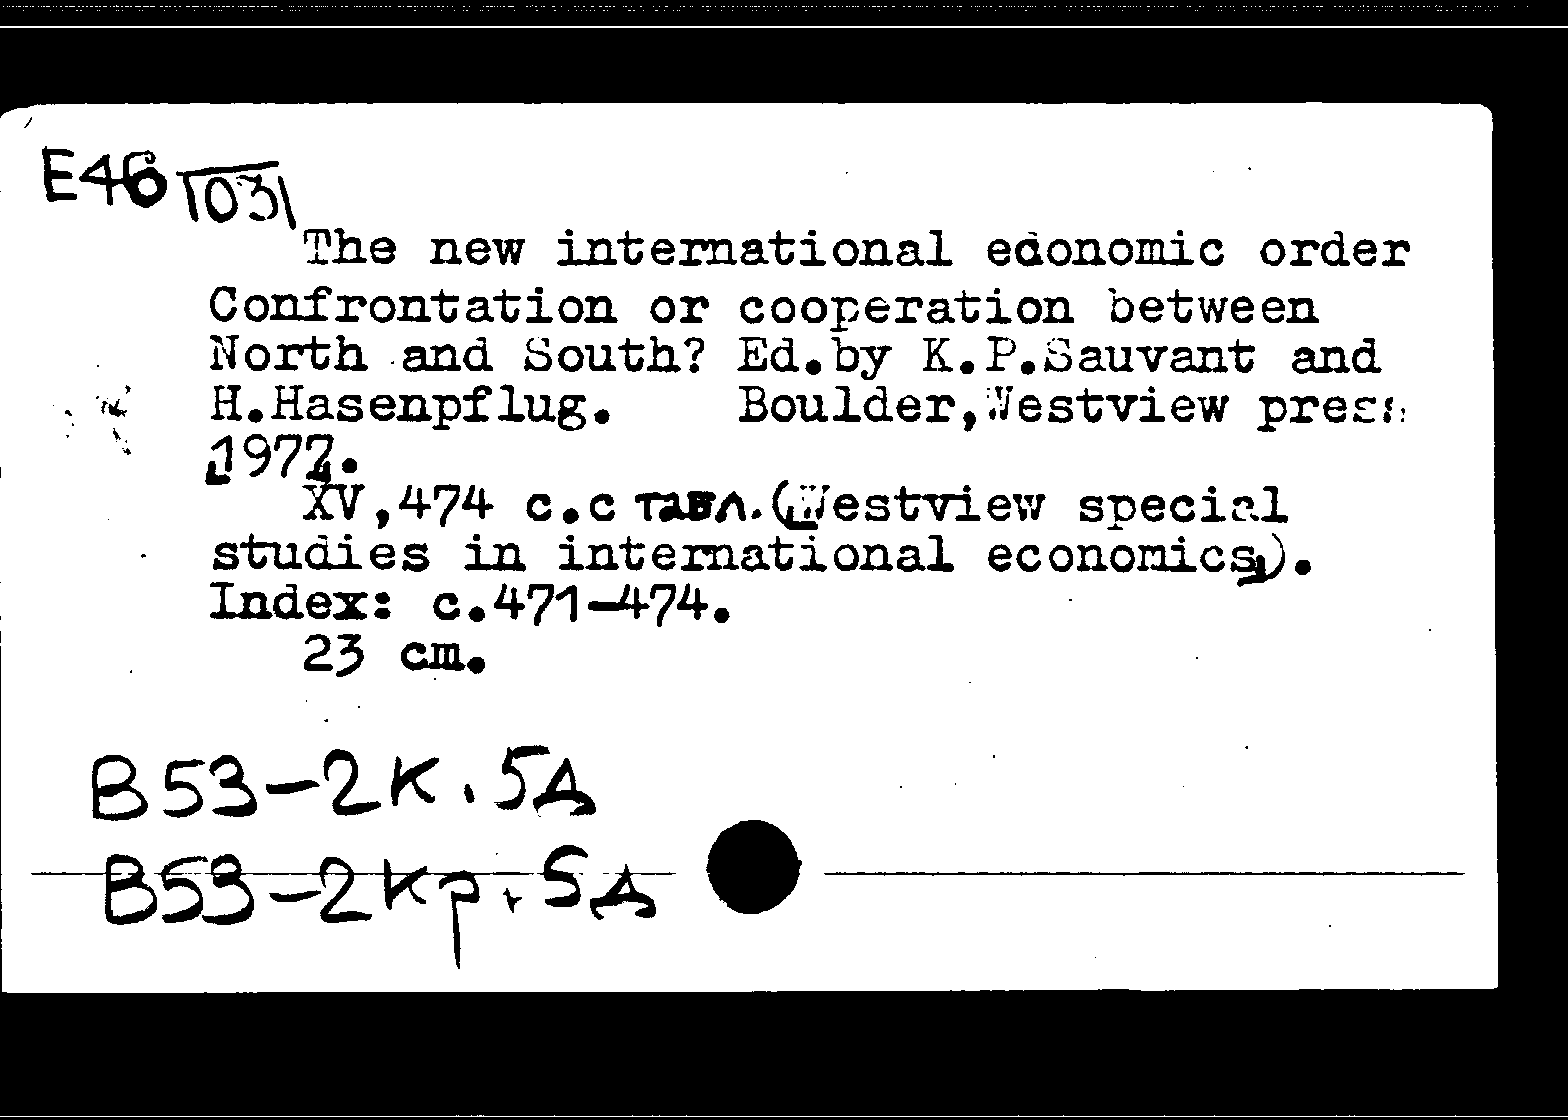 E46 1031
The new international economic order
Confrontation or cooperation between
North and South? Ed.by K.P.Sauvant and
H.Hasenpflug. Boulder,Westview press
1977.
XV,474 c.c табл.(Westview special
studies in international economics).
Index: c.471-474.
23 cm.
B53-2K.5Д
B53-2Kp.5Д